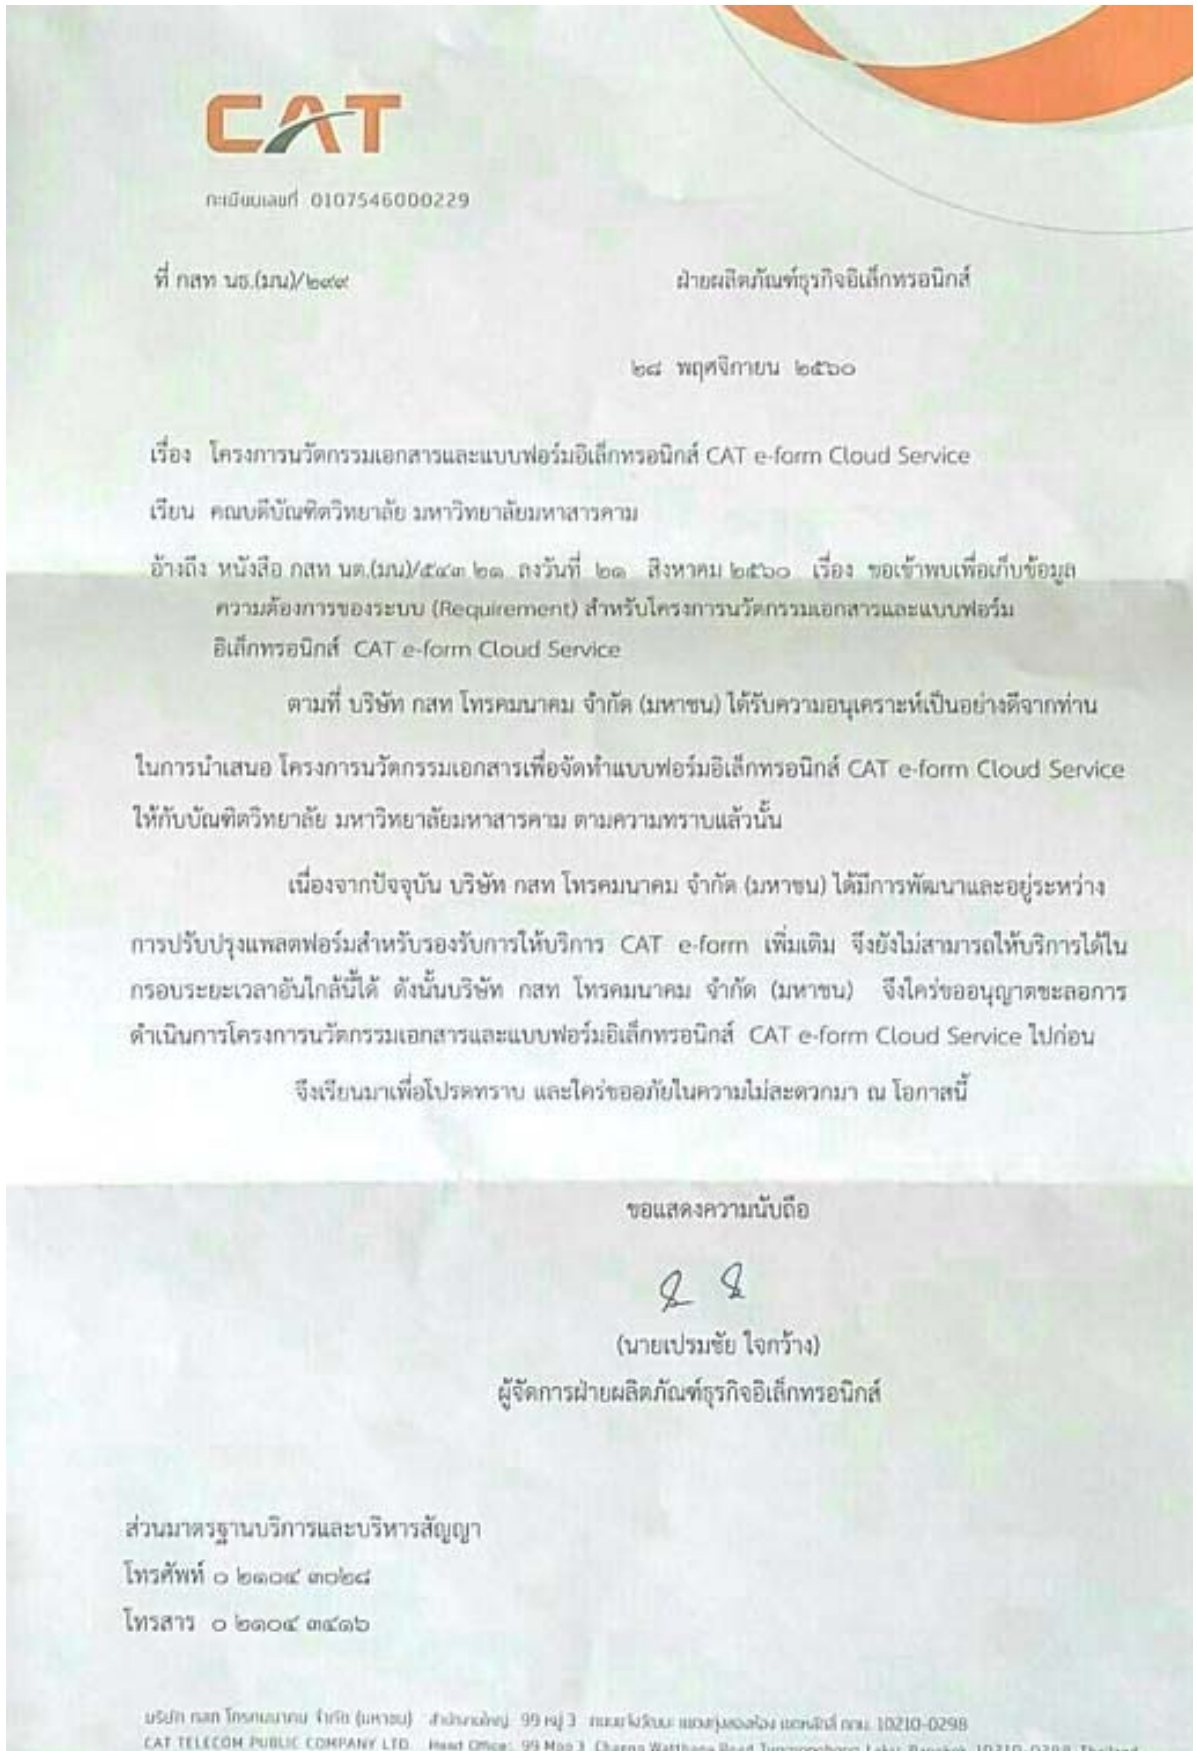 CAT
ทะเบียนเลขที่ 0107546000229
ที่ กสท นธ.(มน)/๒๙๙
ฝ่ายผลิตภัณฑ์ธุรกิจอิเล็กทรอนิกส์
๒๘ พฤศจิกายน ๒๕๖๐
เรื่อง โครงการนวัตกรรมเอกสารและแบบฟอร์มอิเล็กทรอนิกส์ CAT e-form Cloud Service
เรียน คณบดีบัณฑิตวิทยาลัย มหาวิทยาลัยมหาสารคาม
อ้างถึง หนังสือ กสท นต.(มน)/๕๔๓ ๒๑ ลงวันที่ ๒๑ สิงหาคม ๒๕๖๐ เรื่อง ขอเข้าพบเพื่อเก็บข้อมูล
ความต้องการของระบบ (Requirement) สำหรับโครงการนวัตกรรมเอกสารและแบบฟอร์ม
อิเล็กทรอนิกส์ CAT e-form Cloud Service
ตามที่ บริษัท กสท โทรคมนาคม จำกัด (มหาชน) ได้รับความอนุเคราะห์เป็นอย่างดีจากท่าน
ในการนำเสนอ โครงการนวัตกรรมเอกสารเพื่อจัดทำแบบฟอร์มอิเล็กทรอนิกส์ CAT e-form Cloud Service
ให้กับบัณฑิตวิทยาลัย มหาวิทยาลัยมหาสารคาม ตามความทราบแล้วนั้น
เนื่องจากปัจจุบัน บริษัท กสท โทรคมนาคม จำกัด (มหาชน) ได้มีการพัฒนาและอยู่ระหว่าง
การปรับปรุงแพลตฟอร์มสำหรับรองรับการให้บริการ CAT e-form เพิ่มเติม จึงยังไม่สามารถให้บริการได้ใน
กรอบระยะเวลาอันใกล้นี้ได้ ดังนั้นบริษัท กสท โทรคมนาคม จำกัด (มหาชน) จึงใคร่ขออนุญาตชะลอการ
ดำเนินการโครงการนวัตกรรมเอกสารและแบบฟอร์มอิเล็กทรอนิกส์ CAT e-form Cloud Service ไปก่อน
จึงเรียนมาเพื่อโปรดทราบ และใคร่ขออภัยในความไม่สะดวกมา ณ โอกาสนี้
ขอแสดงความนับถือ
(นายเปรมชัย ใจกว้าง)
ผู้จัดการฝ่ายผลิตภัณฑ์ธุรกิจอิเล็กทรอนิกส์
ส่วนมาตรฐานบริการและบริหารสัญญา
โทรศัพท์ ๐ ๒๑๐๔ ๓๐๒๘
โทรสาร ๐ ๒๑๐๔ ๓๔๑๖
บริษัท กสท โทรคมนาคม จำกัด (มหาชน) สำนักงานใหญ่ 99 หมู่ 3 ถนนแจ้งวัฒนะ แขวงทุ่งสองห้อง เขตหลักสี่ กทม. 10210-0298
CAT TELECOM PUBLIC COMPANY LTD. Head Office: 99 Moo 3 Chaeng Watthana Road Bangkok 10210-0298 Thailand